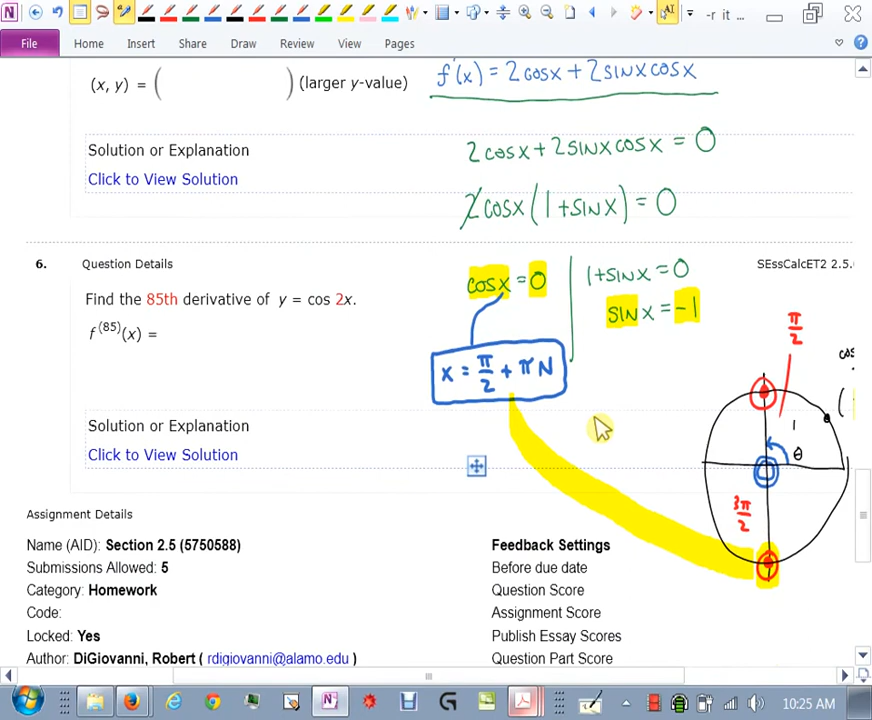 -r it ...
File Home Insert Share Draw Review View Pages
(x, y) = ( ) (larger y-value)
f'(x) = 2cosx + 2sinx cosx
2cosx + 2sinx cosx = 0
Solution or Explanation
Click to View Solution
2cosx(1+sinx) = 0
6. Question Details
SEssCalcET2 2.5.
cosx = 0
1+sinx = 0
sinx = -1
Find the 85th derivative of y = cos 2x.
f(85)(x) =
x = π/2 + πN
π/2
cos
(
1
θ
3π/2
Solution or Explanation
Click to View Solution
Assignment Details
Name (AID): Section 2.5 (5750588)
Submissions Allowed: 5
Category: Homework
Code:
Locked: Yes
Author: DiGiovanni, Robert ( rdigiovanni@alamo.edu )
Feedback Settings
Before due date
Question Score
Assignment Score
Publish Essay Scores
Question Part Score
10:25 AM